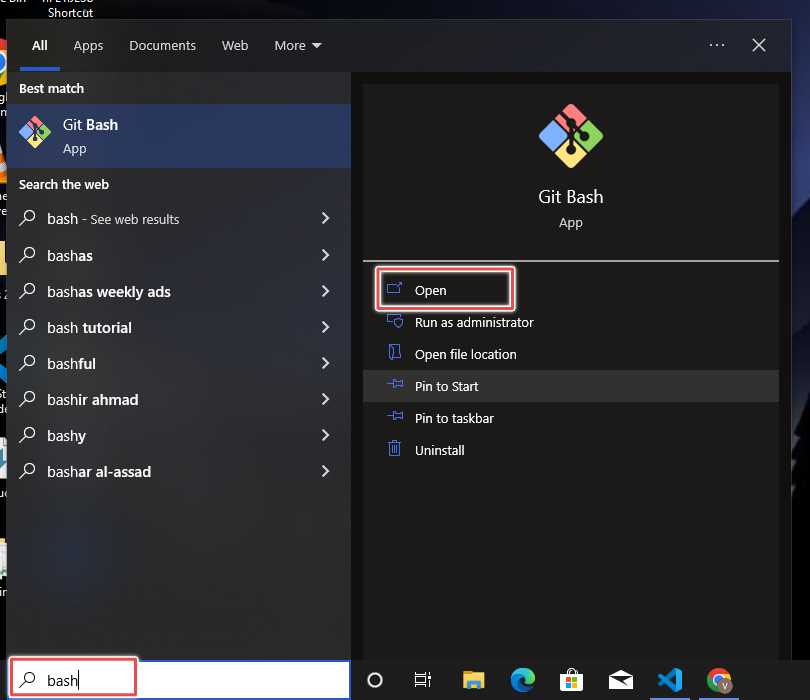 Shortcut
All Apps Documents Web More ...
Best match
Git Bash
App
Search the web
bash - See web results
bashas
bashas weekly ads
bash tutorial
bashful
bashir ahmad
bashy
bashar al-assad
Git Bash
App
Open
Run as administrator
Open file location
Pin to Start
Pin to taskbar
Uninstall
bash
V